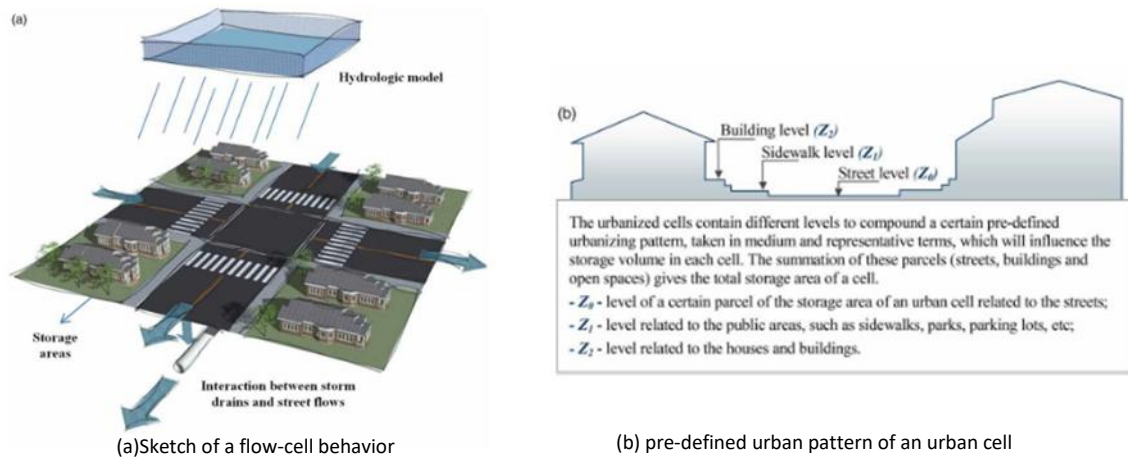 (a)
Hydrologic model
Storage
areas
Interaction between storm
drains and street flows
(a)Sketch of a flow-cell behavior
(b)
Building level (Z2)
Sidewalk level (Z1)
Street level (Z0)
The urbanized cells contain different levels to compound a certain pre-defined
urbanizing pattern, taken in medium and representative terms, which will influence the
storage volume in each cell. The summation of these parcels (streets, buildings and
open spaces) gives the total storage area of a cell.
- Z0 - level of a certain parcel of the storage area of an urban cell related to the streets;
- Z1 - level related to the public areas, such as sidewalks, parks, parking lots, etc;
- Z2 - level related to the houses and buildings.
(b) pre-defined urban pattern of an urban cell